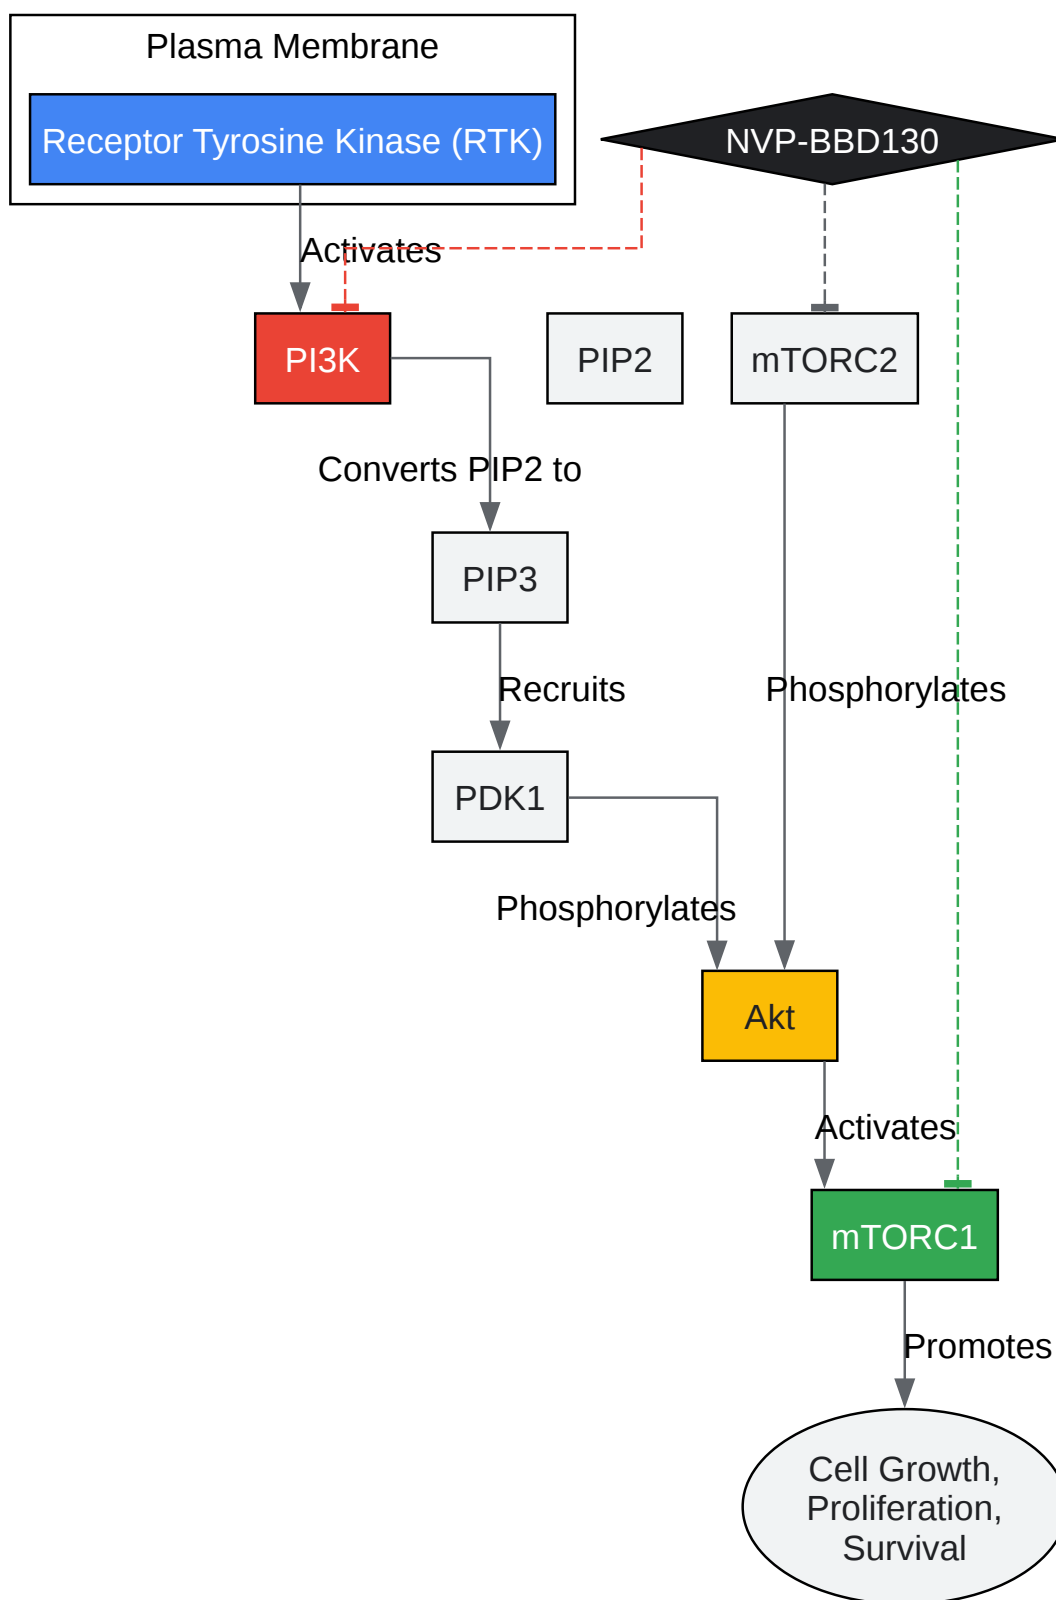 Plasma Membrane
Receptor Tyrosine Kinase (RTK)
NVP-BBD130
Activates
PI3K
PIP2
mTORC2
Converts PIP2 to
PIP3
Recruits
Phosphorylates
PDK1
Phosphorylates
Akt
Activates
mTORC1
Promotes
Cell Growth,
Proliferation,
Survival